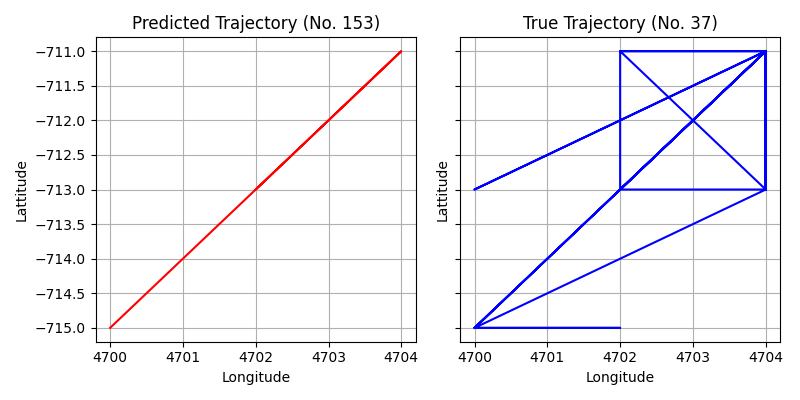 Predicted Trajectory (No. 153)
True Trajectory (No. 37)
−711.0
−711.5
−712.0
−712.5
−713.0
−713.5
−714.0
−714.5
−715.0
Lattitude
Lattitude
4700 4701 4702 4703 4704
4700 4701 4702 4703 4704
Longitude
Longitude